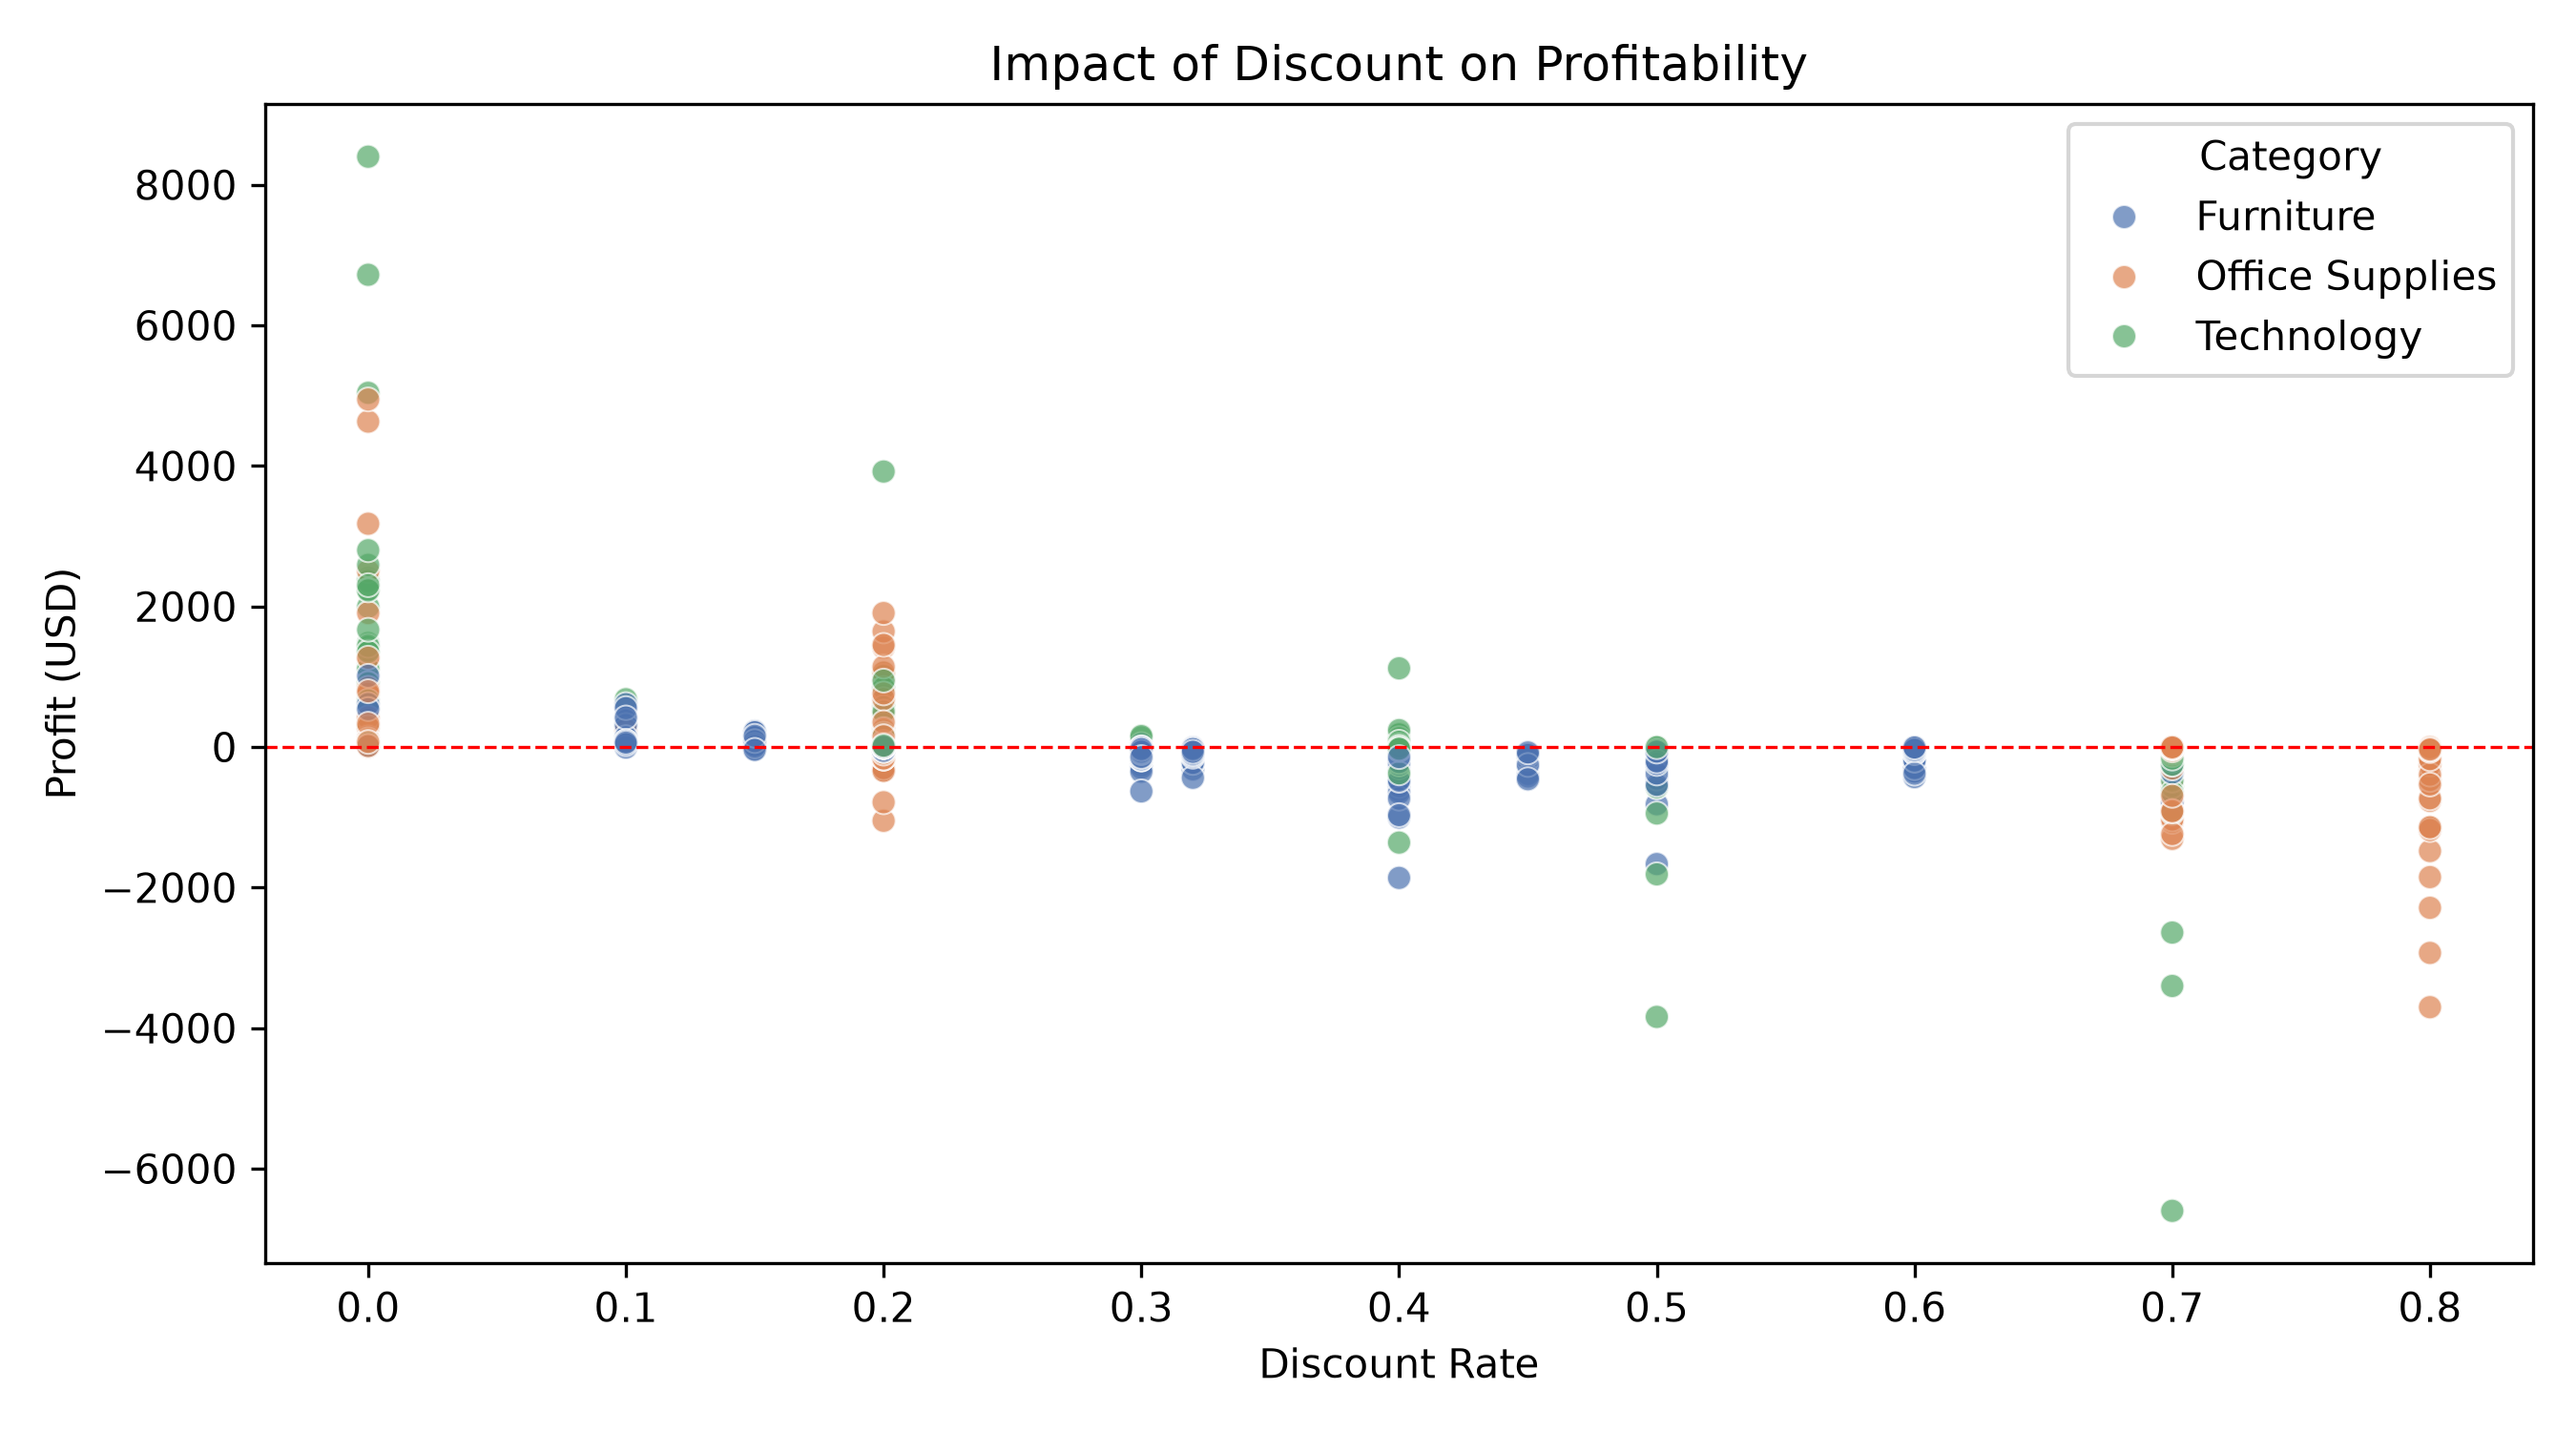 Impact of Discount on Profitability
Category
Furniture
Office Supplies
Technology
Profit (USD)
8000
6000
4000
2000
0
−2000
−4000
−6000
0.0 0.1 0.2 0.3 0.4 0.5 0.6 0.7 0.8
Discount Rate